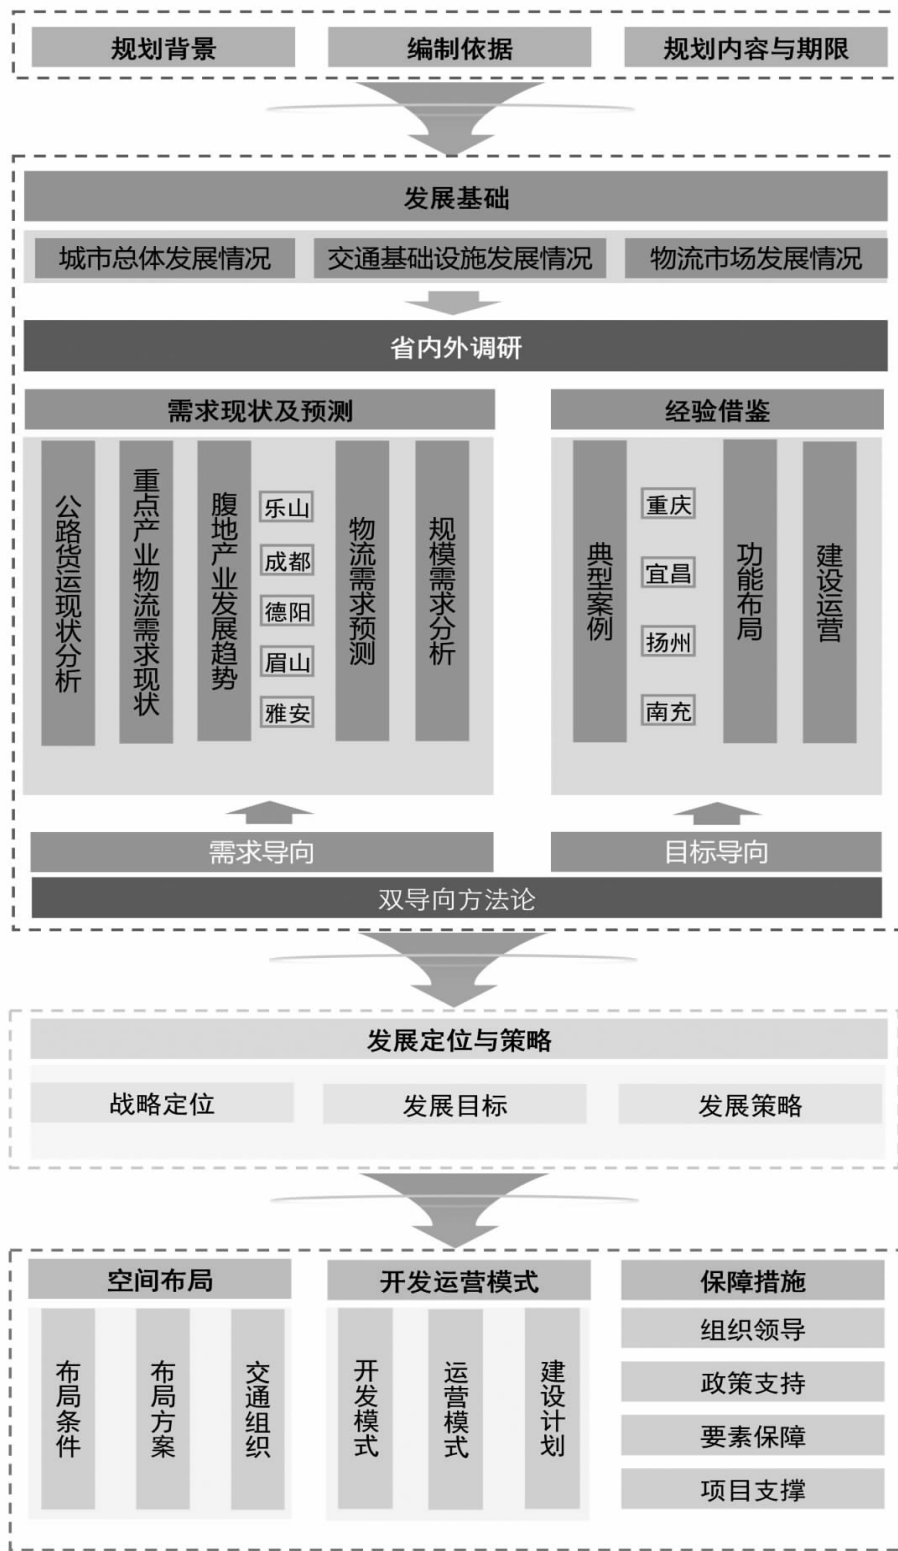 规划背景
编制依据
规划内容与期限
发展基础
城市总体发展情况
交通基础设施发展情况
物流市场发展情况
省内外调研
需求现状及预测
公路货运现状分析
重点产业物流需求现状
腹地产业发展趋势
乐山
成都
德阳
眉山
雅安
物流需求预测
规模需求分析
经验借鉴
典型案例
重庆
宜昌
扬州
南充
功能布局
建设运营
需求导向
目标导向
双导向方法论
发展定位与策略
战略定位
发展目标
发展策略
空间布局
布局条件
布局方案
交通组织
开发运营模式
开发模式
运营模式
建设计划
保障措施
组织领导
政策支持
要素保障
项目支撑